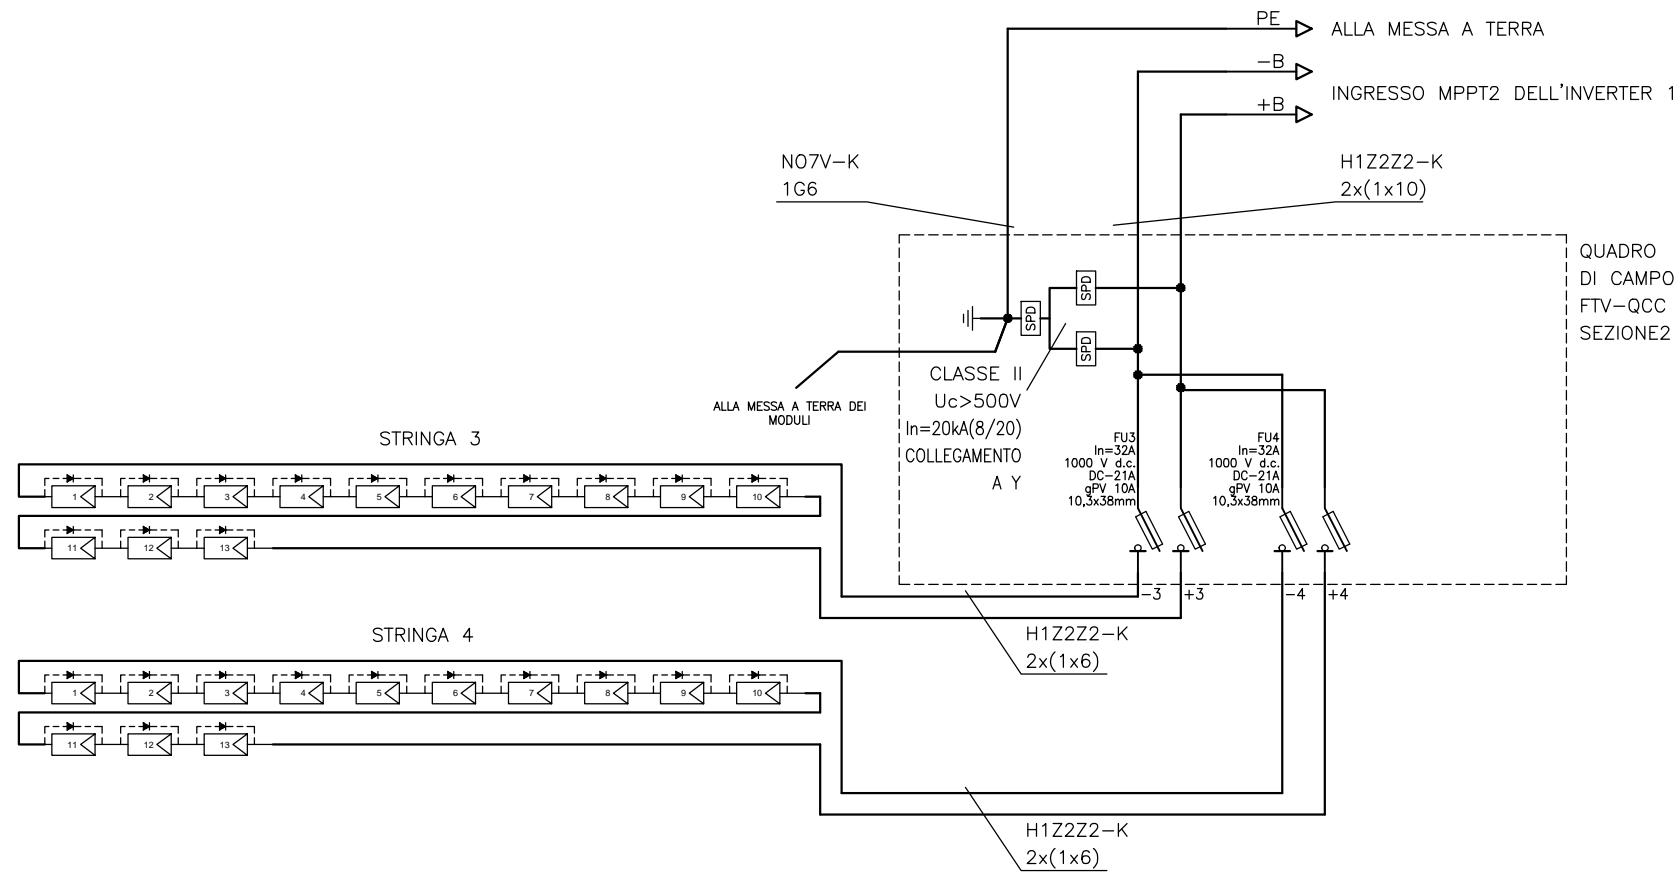 PE
ALLA MESSA A TERRA
-B
INGRESSO MPPT2 DELL'INVERTER 1
+B
N07V-K
1G6
H1Z2Z2-K
2x(1x10)
QUADRO
DI CAMPO
FTV-QCC
SEZIONE2
SPD
SPD
SPD
CLASSE II
Uc>500V
In=20kA(8/20)
COLLEGAMENTO
A Y
ALLA MESSA A TERRA DEI
MODULI
FU3
In=32A
1000 V d.c.
DC-21A
gPV 10A
10,3x38mm
FU4
In=32A
1000 V d.c.
DC-21A
gPV 10A
10,3x38mm
STRINGA 3
1 2 3 4 5 6 7 8 9 10
11 12 13
-3 +3 -4 +4
H1Z2Z2-K
2x(1x6)
STRINGA 4
1 2 3 4 5 6 7 8 9 10
11 12 13
H1Z2Z2-K
2x(1x6)